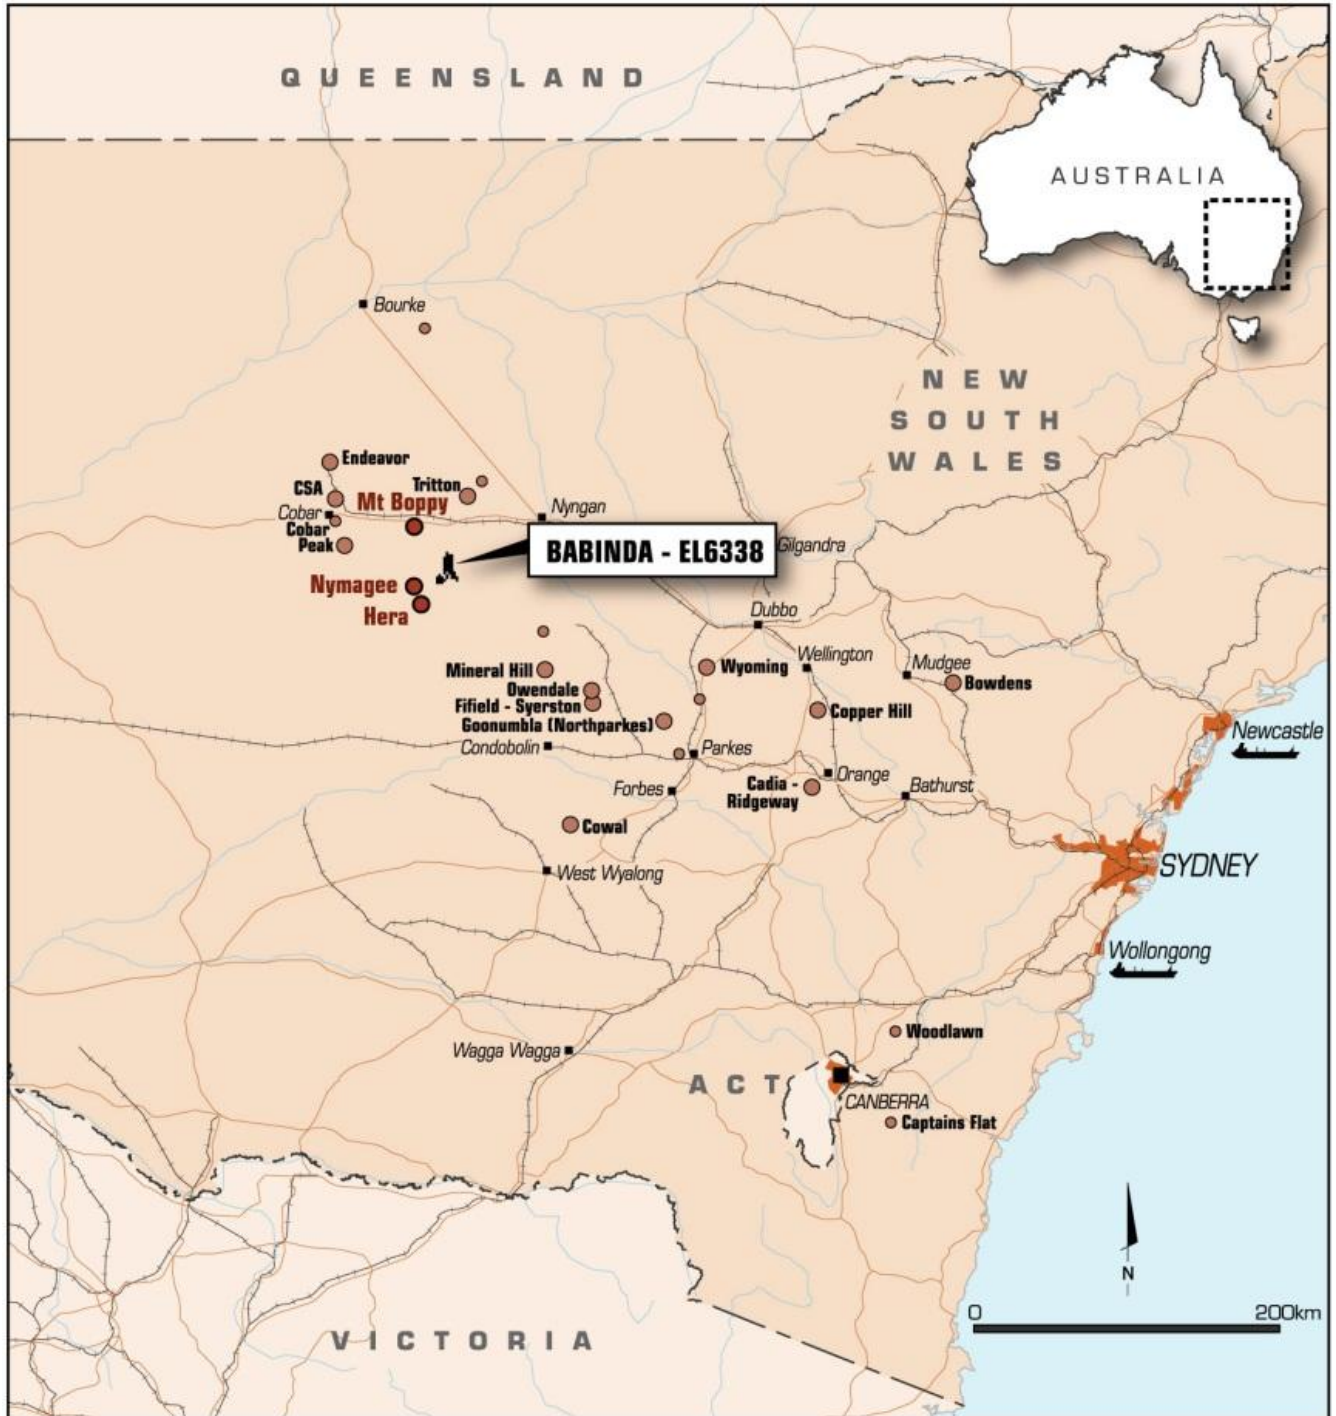 QUEENSLAND
AUSTRALIA
Bourke
NEW
SOUTH
WALES
Endeavor
CSA
Tritton
Mt Boppy
Cobar
Nyngan
Cobar
Peak
BABINDA - EL6338
Gilgandra
Nymagee
Hera
Dubbo
Mineral Hill
Wyoming
Wellington
Mudgee
Bowdens
Owendale
Fifield - Syerston
Goonumbla (Northparkes)
Copper Hill
Newcastle
Condobolin
Parkes
Orange
Cadia -
Ridgeway
Forbes
Bathurst
Cowal
SYDNEY
West Wyalong
Wollongong
Woodlawn
Wagga Wagga
ACT
CANBERRA
Captains Flat
N
0
200km
VICTORIA